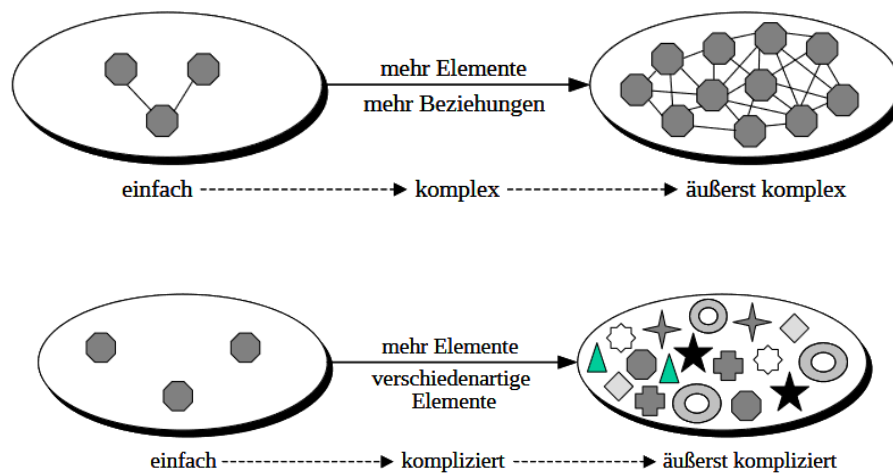 mehr Elemente
mehr Beziehungen
einfach komplex äußerst komplex
mehr Elemente
verschiedenartige
Elemente
einfach kompliziert äußerst kompliziert